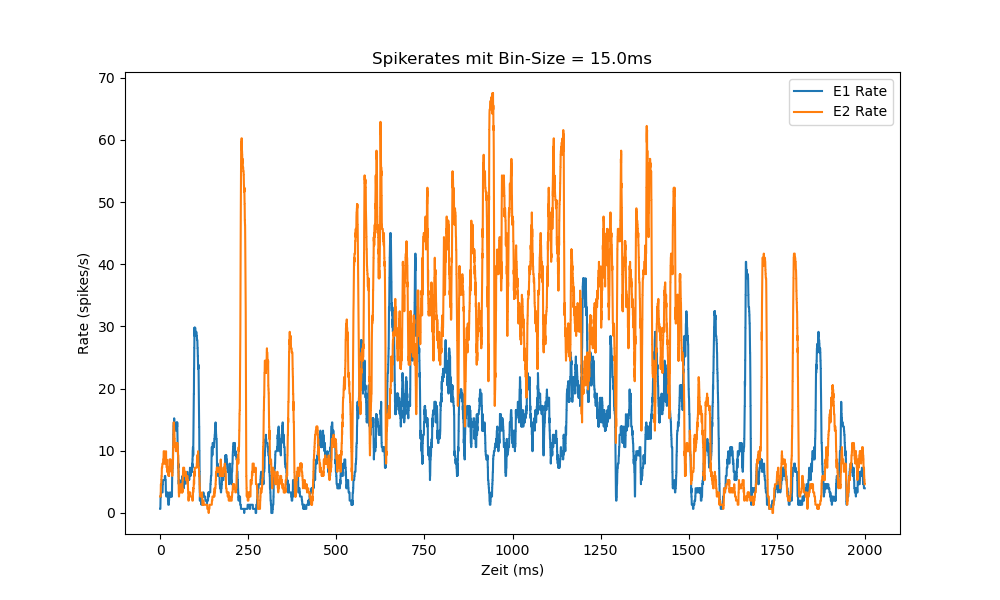 Spikerates mit Bin-Size = 15.0ms
70
60
50
40
30
20
10
0
Rate (spikes/s)
E1 Rate
E2 Rate
0 250 500 750 1000 1250 1500 1750 2000
Zeit (ms)